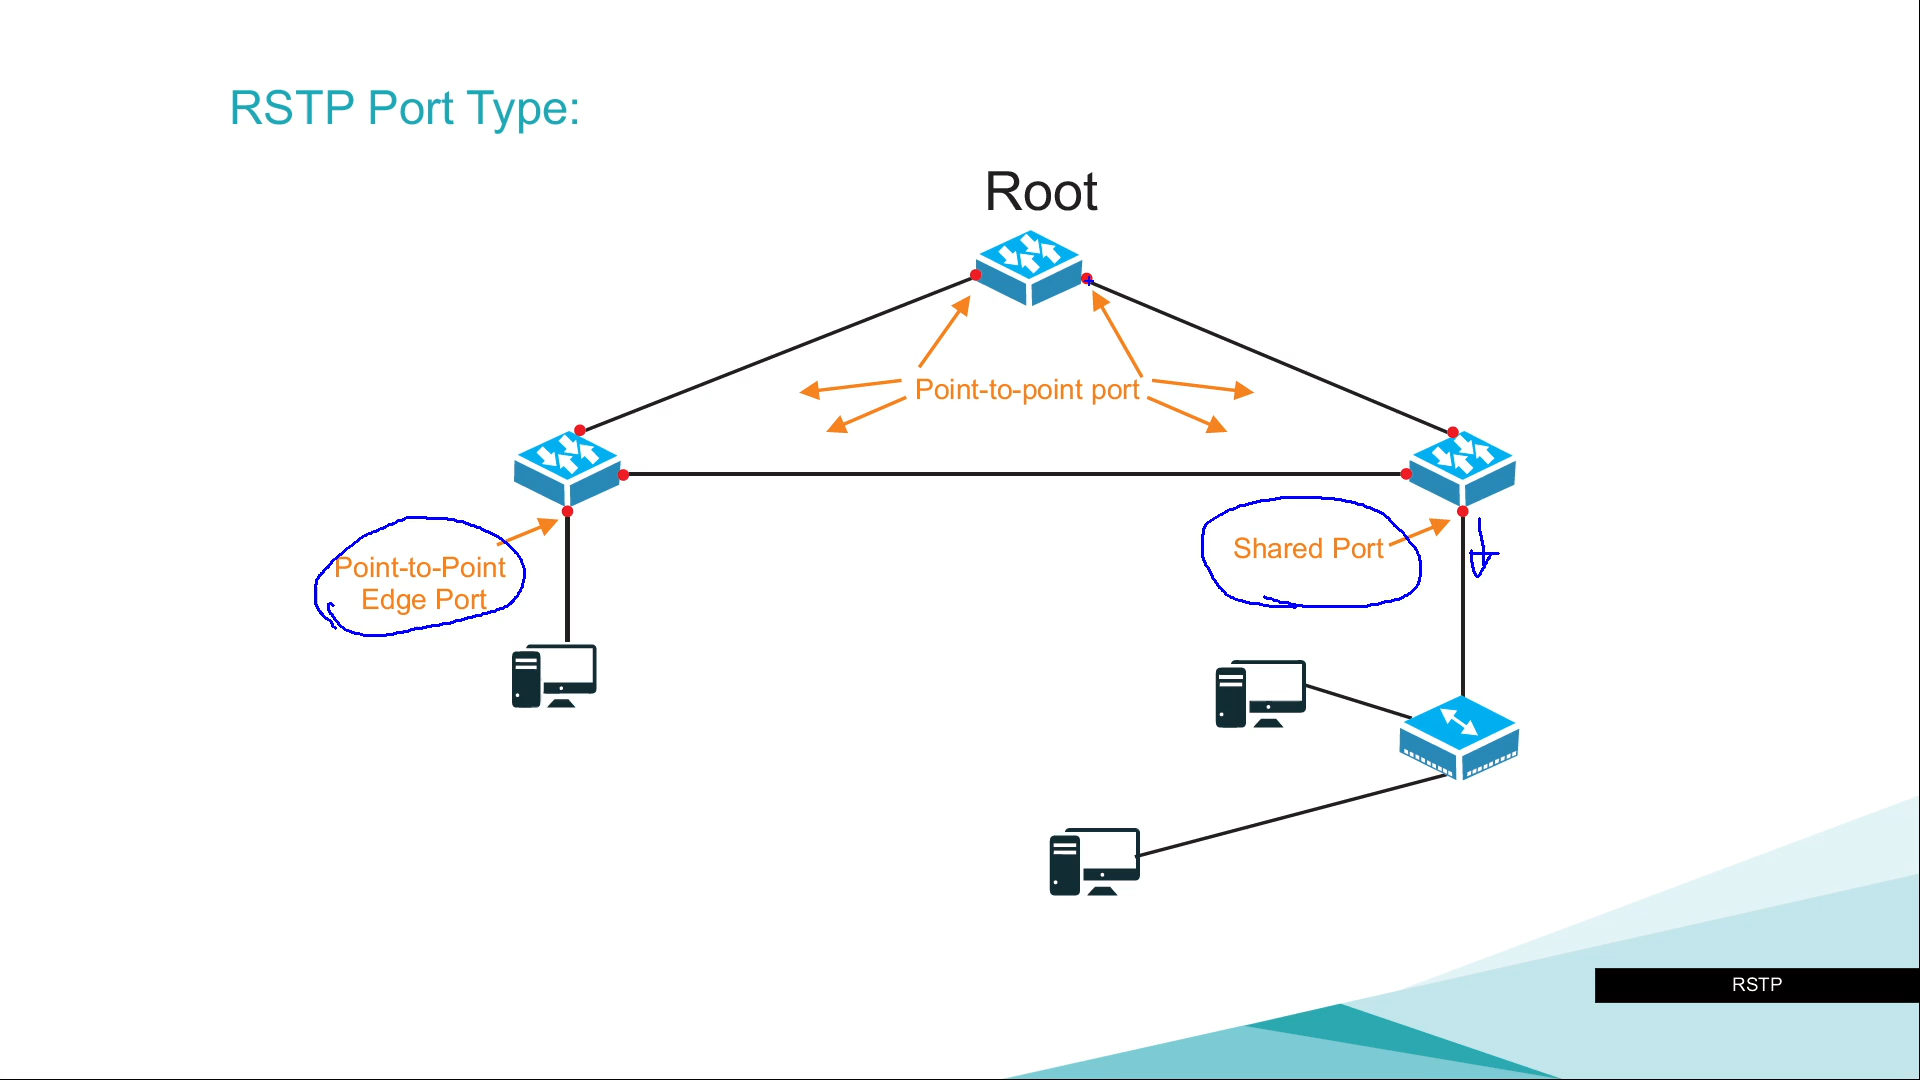 RSTP Port Type:
Root
Point-to-point port
Point-to-Point
Edge Port
Shared Port
RSTP